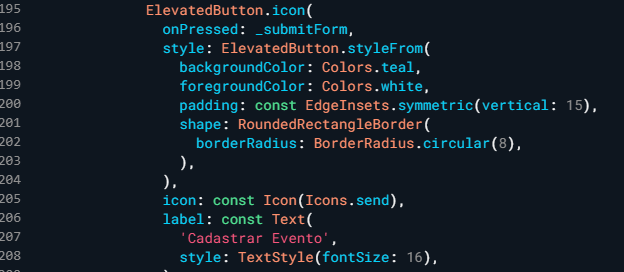 195 ElevatedButton.icon(
196 onPressed: _submitForm,
197 style: ElevatedButton.styleFrom(
198 backgroundColor: Colors.teal,
199 foregroundColor: Colors.white,
200 padding: const EdgeInsets.symmetric(vertical: 15),
201 shape: RoundedRectangleBorder(
202 borderRadius: BorderRadius.circular(8),
203 ),
204 ),
205 icon: const Icon(Icons.send),
206 label: const Text(
207 'Cadastrar Evento',
208 style: TextStyle(fontSize: 16),